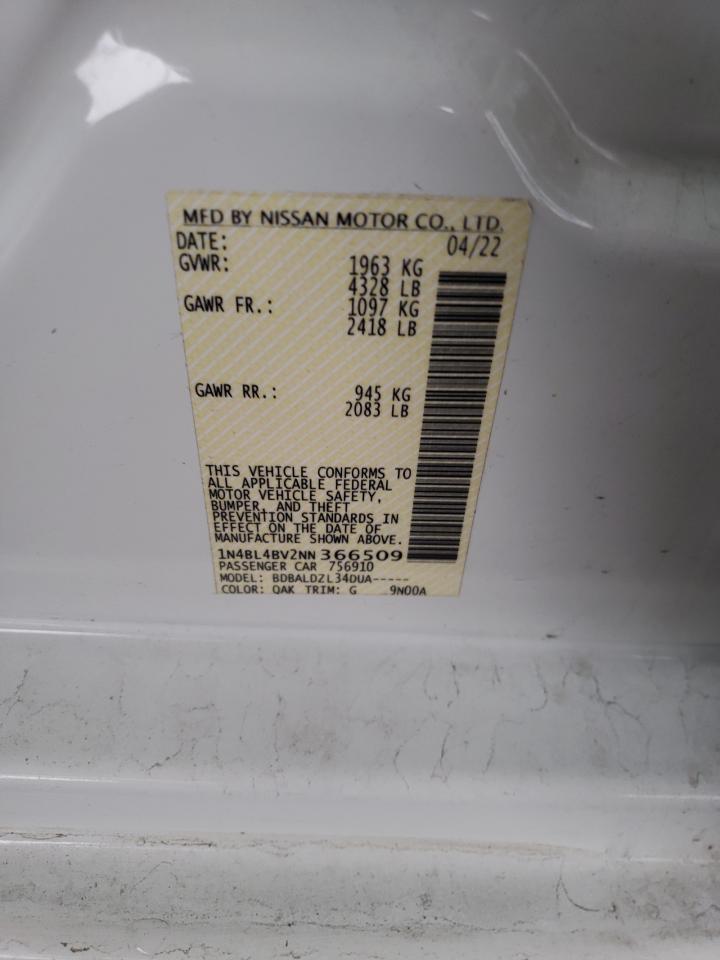 MFD BY NISSAN MOTOR CO., LTD.
DATE: 04/22
GVWR: 1963 KG
4328 LB
GAWR FR.: 1097 KG
2418 LB
GAWR RR.: 945 KG
2083 LB
THIS VEHICLE CONFORMS TO
ALL APPLICABLE FEDERAL
MOTOR VEHICLE SAFETY,
BUMPER, AND THEFT
PREVENTION STANDARDS IN
EFFECT ON THE DATE OF
MANUFACTURE SHOWN ABOVE.
1N4BL4BV2NN366509
PASSENGER CAR 756910
MODEL: BDBALDZL34DUA-----
COLOR: QAK TRIM: G 9N00A